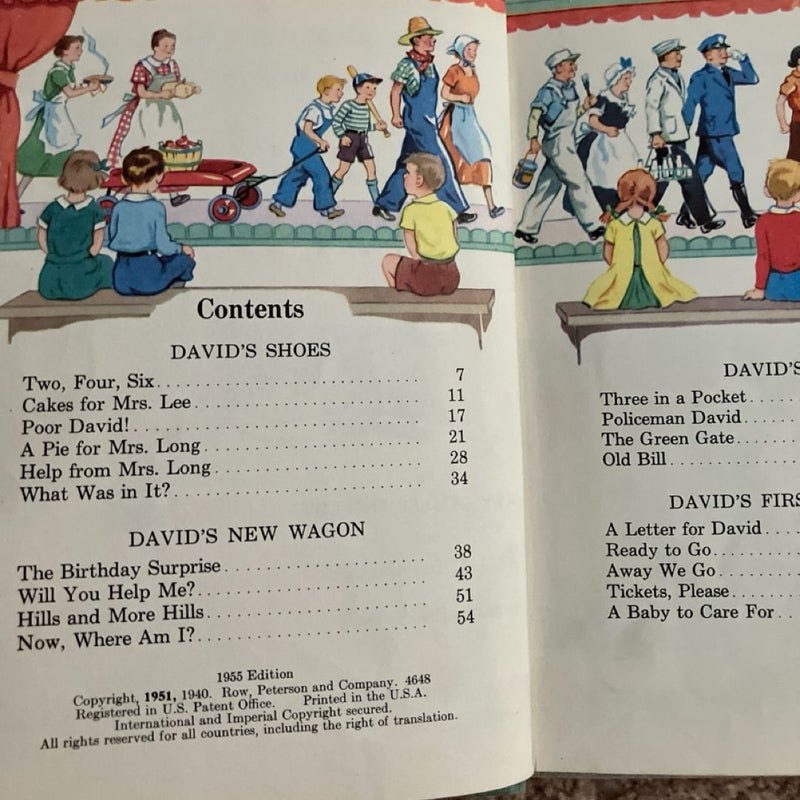 Contents
DAVID'S SHOES
Two, Four, Six 7
Cakes for Mrs. Lee 11
Poor David! 17
A Pie for Mrs. Long 21
Help from Mrs. Long 28
What Was in It? 34
DAVID'S NEW WAGON
The Birthday Surprise 38
Will You Help Me? 43
Hills and More Hills 51
Now, Where Am I? 54
1955 Edition
Copyright, 1951, 1940. Row, Peterson and Company. 4648
Registered in U.S. Patent Office. Printed in the U.S.A.
International and Imperial Copyright secured.
All rights reserved for all countries, including the right of translation.
DAVID'S
Three in a Pocket
Policeman David
The Green Gate
Old Bill
DAVID'S FIRS
A Letter for David
Ready to Go
Away We Go
Tickets, Please
A Baby to Care For